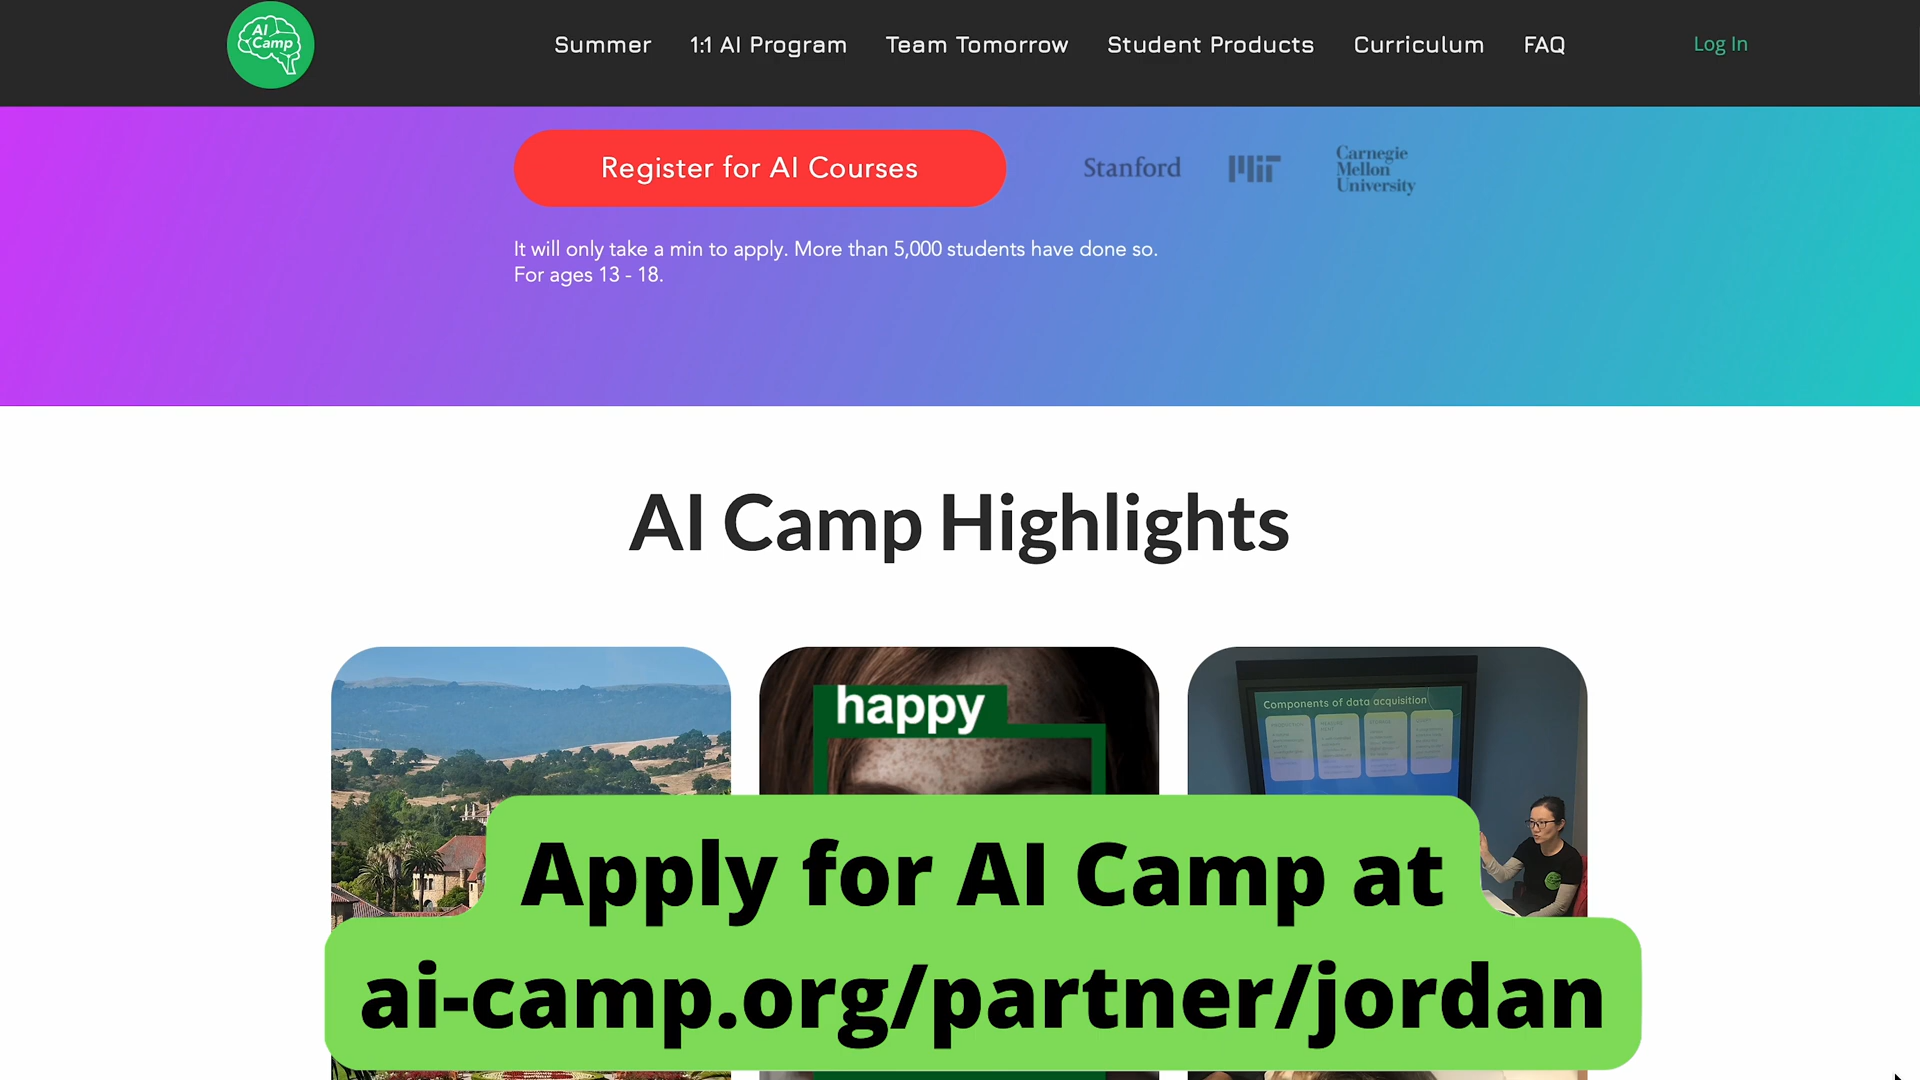 AI
Camp
Summer
1:1 AI Program
Team Tomorrow
Student Products
Curriculum
FAQ
Log In
Register for AI Courses
Stanford
MIT
Carnegie
Mellon
University
It will only take a min to apply. More than 5,000 students have done so.
For ages 13 - 18.
AI Camp Highlights
happy
Components of data acquisition
Apply for AI Camp at
ai-camp.org/partner/jordan